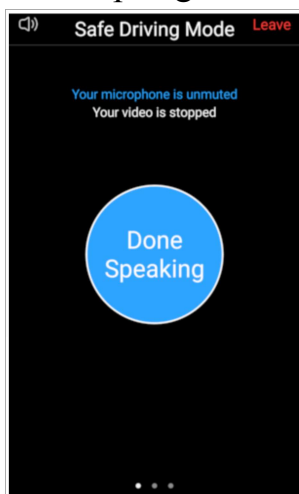 Safe Driving Mode Leave
Your microphone is unmuted
Your video is stopped
Done
Speaking